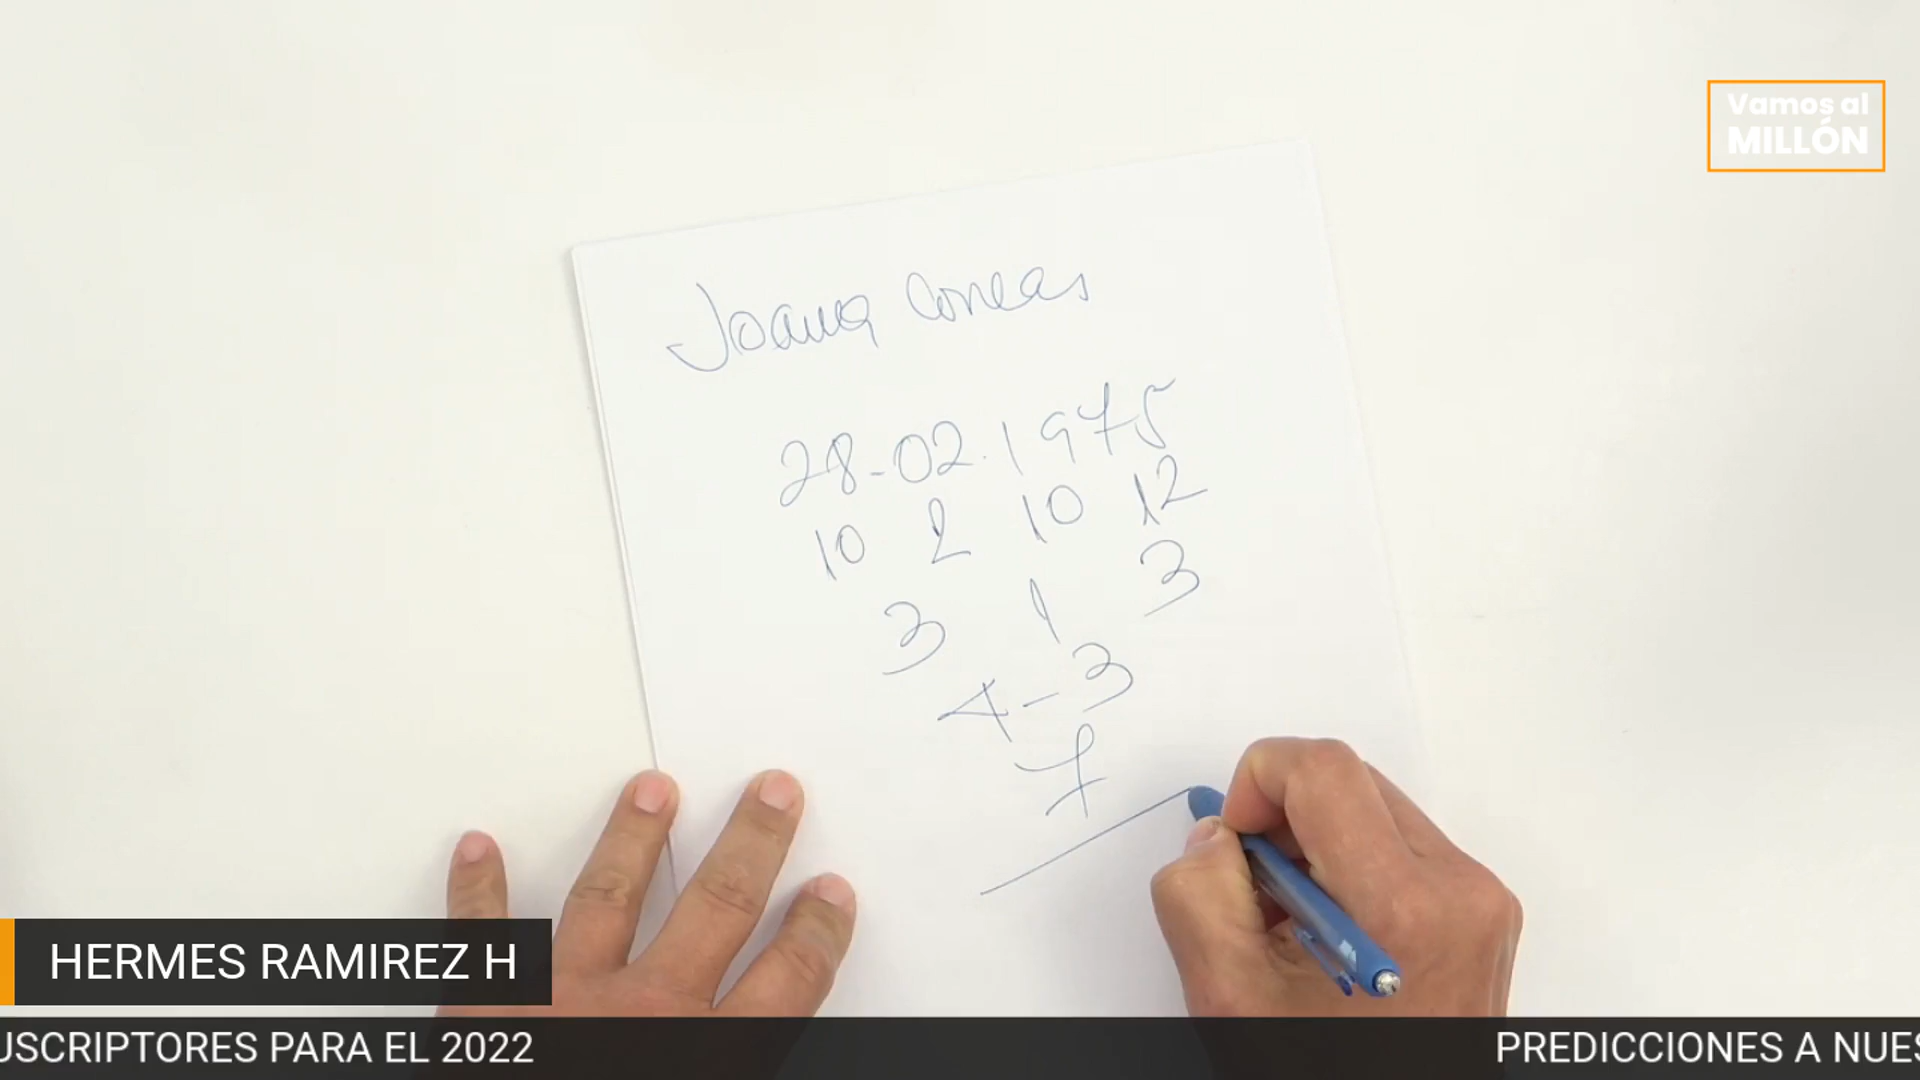 Vamos al
MILLÓN
Joana Correas
28-02.1975
10 2 10 12
3 1 3
4-3
7
HERMES RAMIREZ H
USCRIPTORES PARA EL 2022 PREDICCIONES A NUES